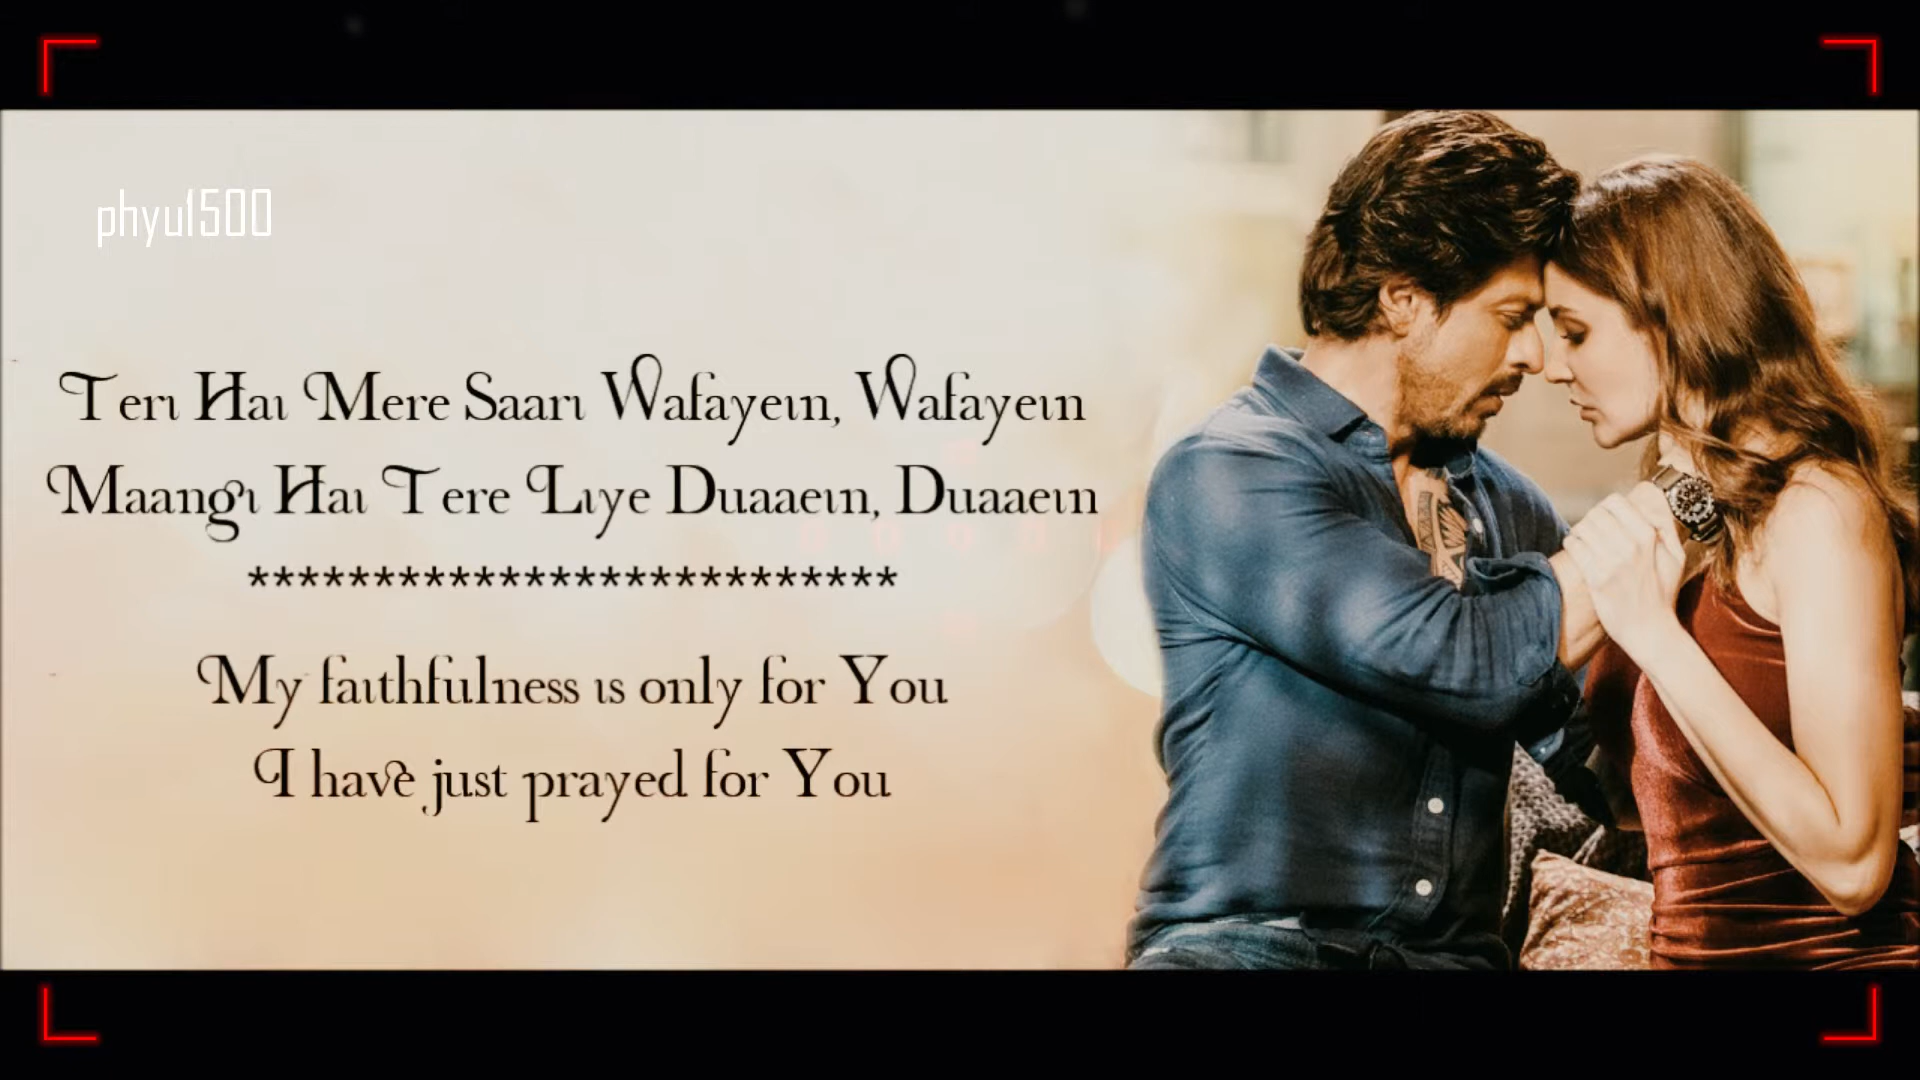 phyu1500
Teri Hai Mere Saari Wafayein, Wafayein
Maangi Hai Tere Liye Duaaein, Duaaein
**************************
My faithfulness is only for You
I have just prayed for You